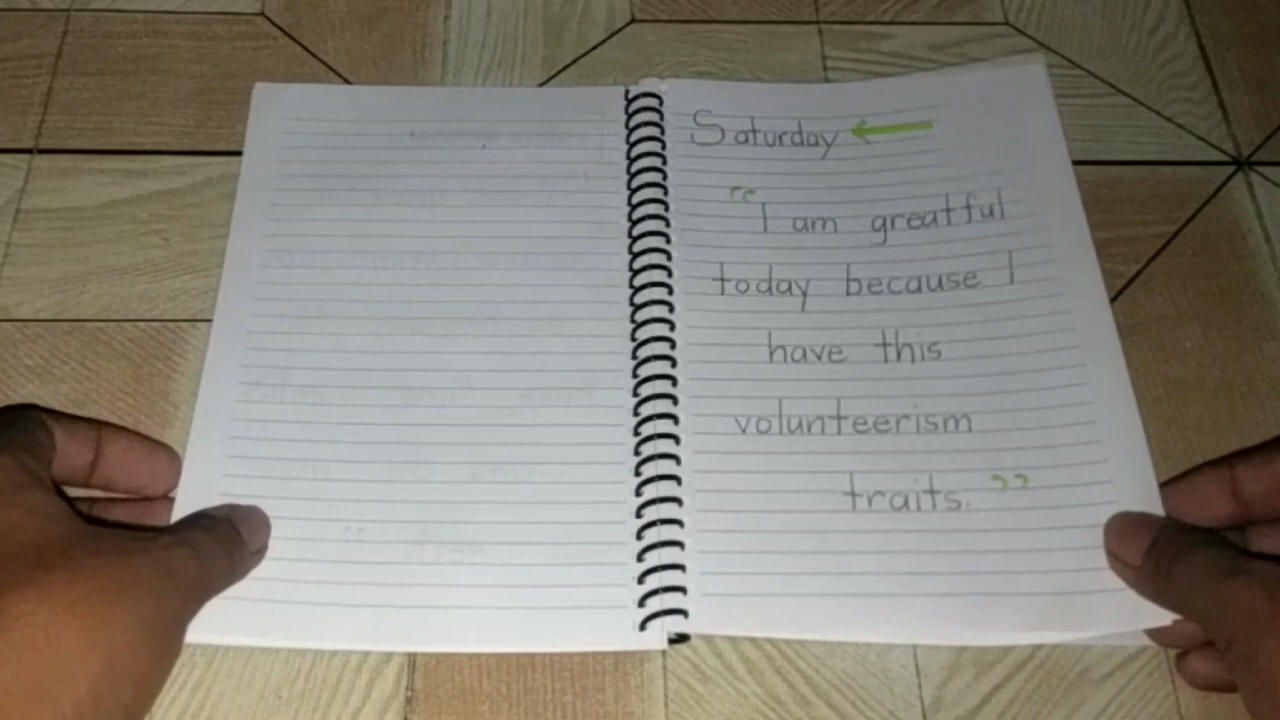 Saturday
"I am greatful
today because I
have this
volunteerism
traits."